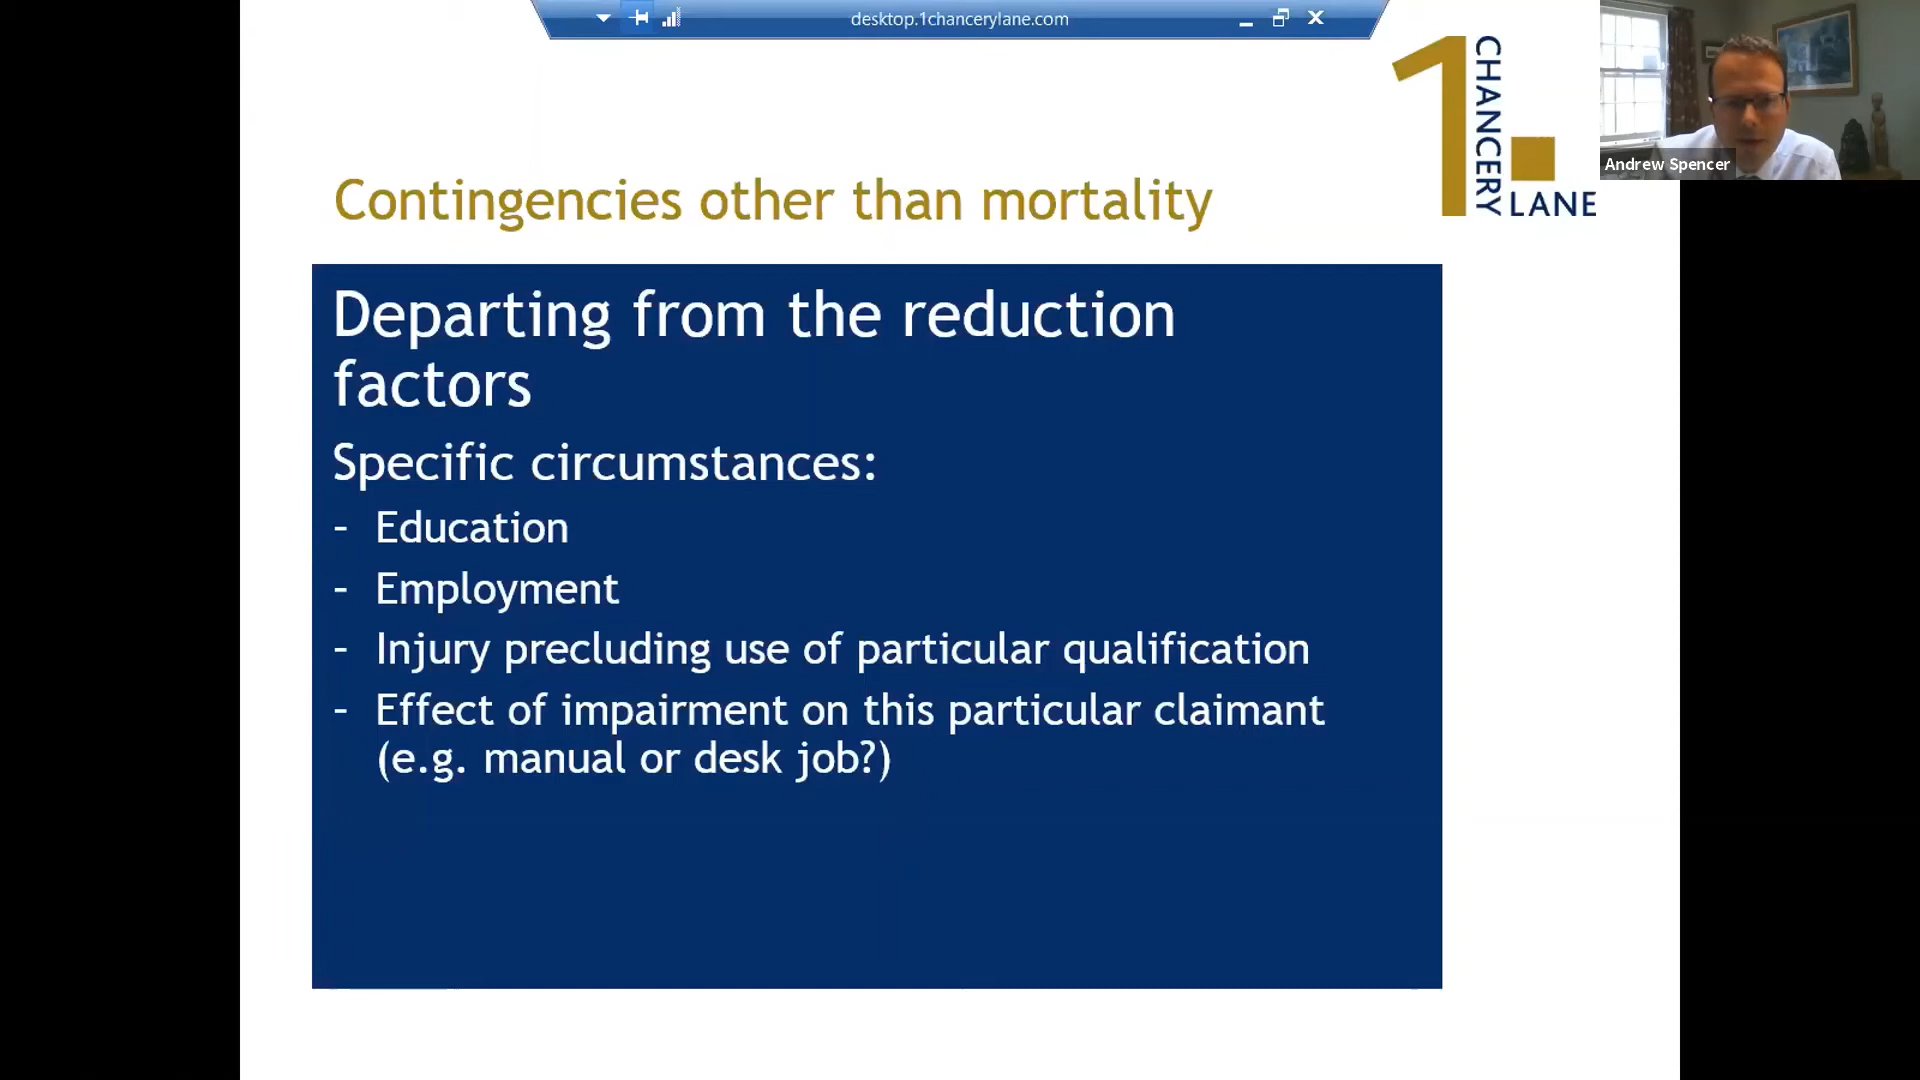 desktop.1chancerylane.com
1 CHANCERY LANE
Andrew Spencer
Contingencies other than mortality
Departing from the reduction
factors
Specific circumstances:
- Education
- Employment
- Injury precluding use of particular qualification
- Effect of impairment on this particular claimant
(e.g. manual or desk job?)